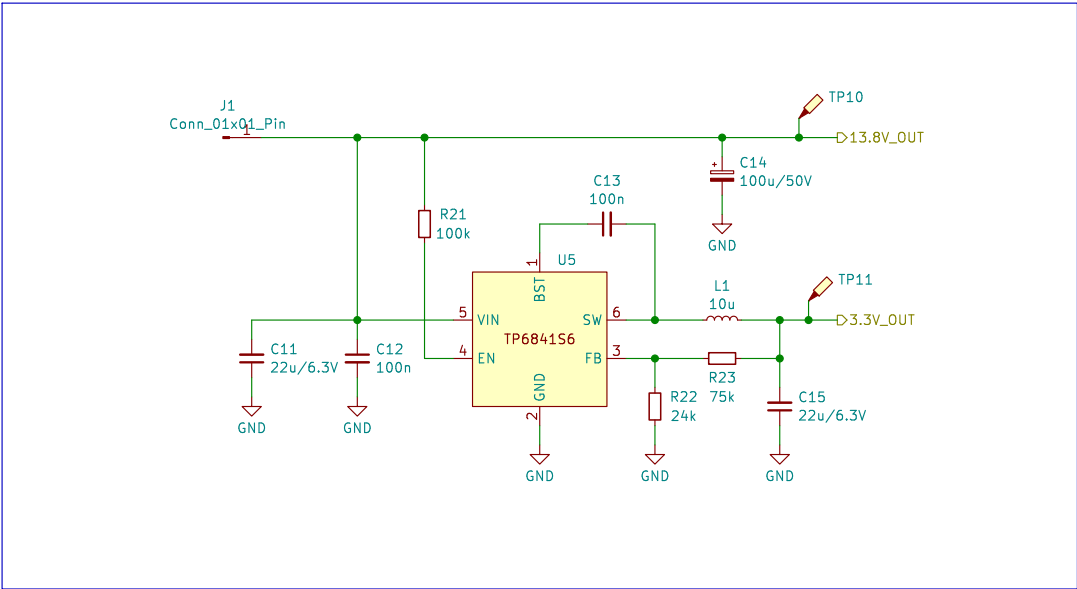 J1
Conn_01x01_Pin
1
TP10
13.8V_OUT
+
C14
100u/50V
GND
C13
100n
R21
100k
1
U5
BST
5
VIN
SW
6
TP6841S6
4
EN
FB
3
GND
2
GND
L1
10u
TP11
3.3V_OUT
C11
22u/6.3V
GND
C12
100n
GND
R23
75k
R22
24k
GND
C15
22u/6.3V
GND